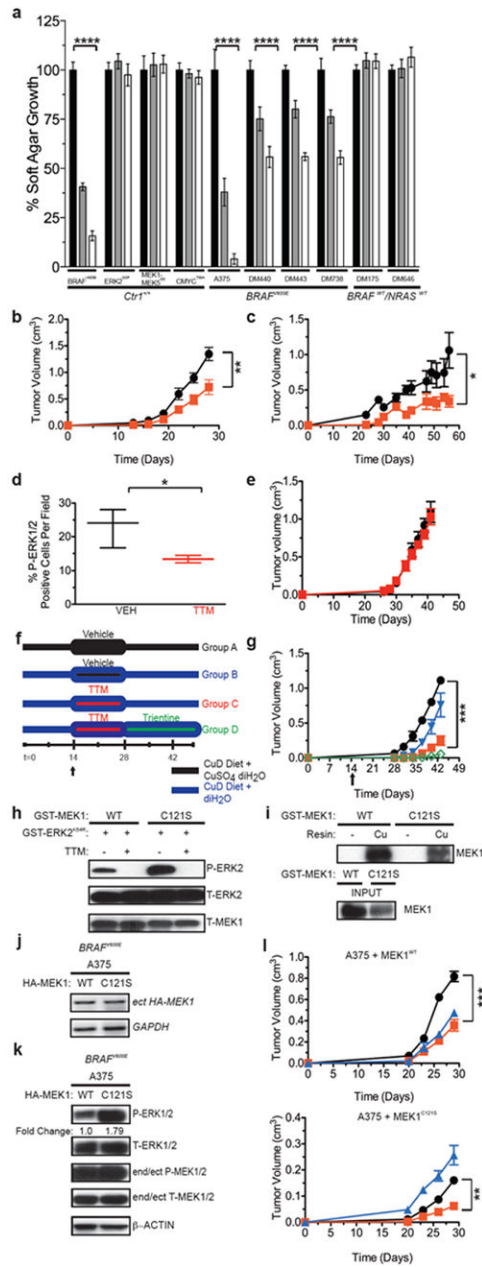 a
****
****
****
****
****
% Soft Agar Growth
125
100
75
50
25
0
A375
DM440
DM443
DM738
DM175
DM646
Ctr1+/+
BRAFV600E
BRAF WT/NRAS WT
b
Tumor Volume (cm3)
2.0
1.5
1.0
0.5
0.0
**
0 10 20 30
Time (Days)
c
Tumor Volume (cm3)
2.0
1.5
1.0
0.5
0.0
*
0 10 20 30 40 50 60
Time (Days)
d
% P-ERK1/2
Positive Cells Per Field
30
20
10
0
*
VEH
TTM
e
Tumor volume (cm3)
1.5
1.0
0.5
0.0
0 10 20 30 40 50
Time (Days)
f
Vehicle
Group A
Vehicle
Group B
TTM
Group C
TTM
Trientine
Group D
t=0 14 28 42
CuD Diet +
CuSO4 diH2O
CuD Diet +
diH2O
g
Tumor Volume (cm3)
1.5
1.0
0.5
0.0
***
0 7 14 21 28 35 42 49
Time (Days)
h
GST-MEK1: WT C121S
GST-ERK2K54R + + + +
TTM: - + - +
P-ERK2
T-ERK2
T-MEK1
i
GST-MEK1: WT C121S
Resin: - Cu - Cu
MEK1
GST-MEK1: WT C121S
INPUT
MEK1
j
BRAFV600E
A375
HA-MEK1: WT C121S
ect HA-MEK1
GAPDH
k
BRAFV600E
A375
HA-MEK1: WT C121S
P-ERK1/2
Fold Change: 1.0 1.79
T-ERK1/2
end/ect P-MEK1/2
end/ect T-MEK1/2
β-ACTIN
l
A375 + MEK1WT
Tumor Volume (cm3)
1.0
0.8
0.6
0.4
0.2
0.0
***
0 5 10 15 20 25 30
Time (Days)
A375 + MEK1C121S
Tumor Volume (cm3)
0.4
0.3
0.2
0.1
0.0
**
0 5 10 15 20 25 30
Time (Days)